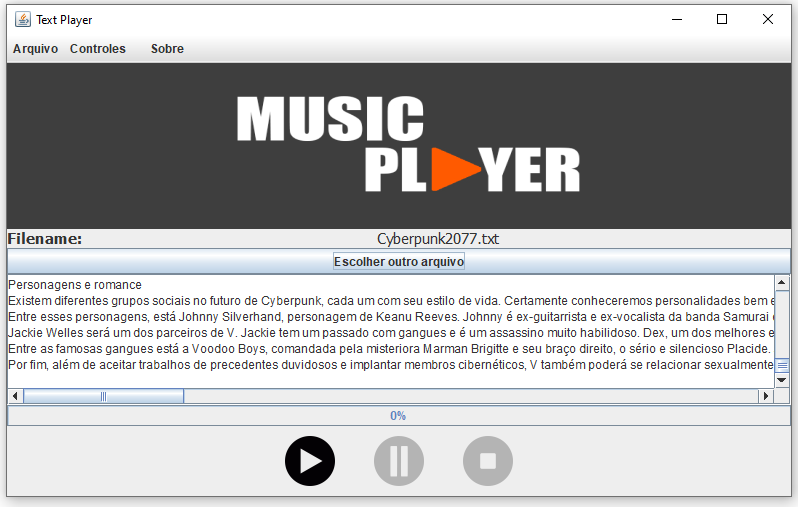 Text Player
Arquivo Controles Sobre
MUSIC
PLAYER
Filename: Cyberpunk2077.txt
Escolher outro arquivo
Personagens e romance
Existem diferentes grupos sociais no futuro de Cyberpunk, cada um com seu estilo de vida. Certamente conheceremos personalidades bem e
Entre esses personagens, está Johnny Silverhand, personagem de Keanu Reeves. Johnny é ex-guitarrista e ex-vocalista da banda Samurai
Jackie Welles será um dos parceiros de V. Jackie tem um passado com gangues e é um assassino muito habilidoso. Dex, um dos melhores e
Entre as famosas gangues está a Voodoo Boys, comandada pela misteriora Marman Brigitte e seu braço direito, o sério e silencioso Placide.
Por fim, além de aceitar trabalhos de precedentes duvidosos e implantar membros cibernéticos, V também poderá se relacionar sexualmente
0%